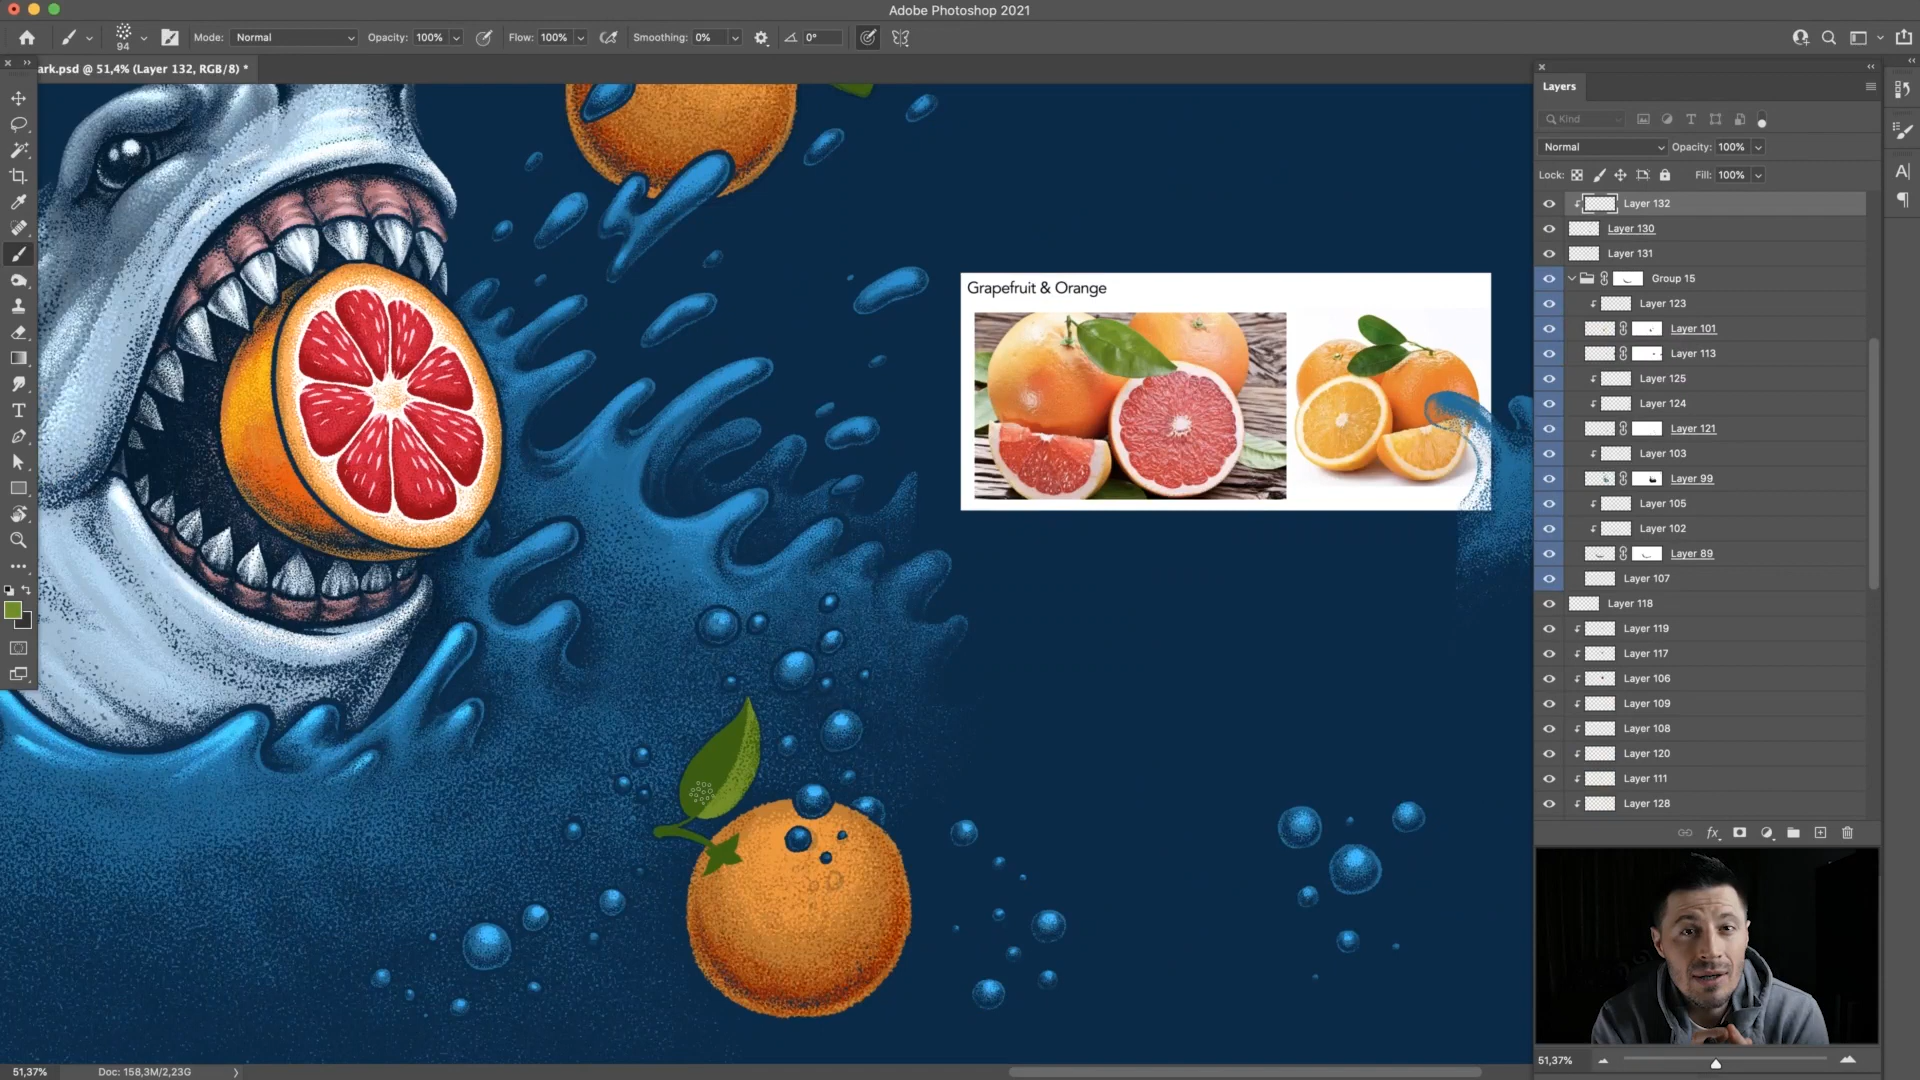 Adobe Photoshop 2021
94
Mode: Normal
Opacity: 100%
Flow: 100%
Smoothing: 0%
0°
ark.psd @ 51,4% (Layer 132, RGB/8) *
Layers
Kind
Normal
Opacity: 100%
Lock:
Fill: 100%
Layer 132
Layer 130
Layer 131
Group 15
Layer 123
Layer 101
Layer 113
Layer 125
Layer 124
Layer 121
Layer 103
Layer 99
Layer 105
Layer 102
Layer 89
Layer 107
Layer 118
Layer 119
Layer 117
Layer 106
Layer 109
Layer 108
Layer 120
Layer 111
Layer 128
Grapefruit & Orange
51,37%
Doc: 158,3M/2,23G
51,37%